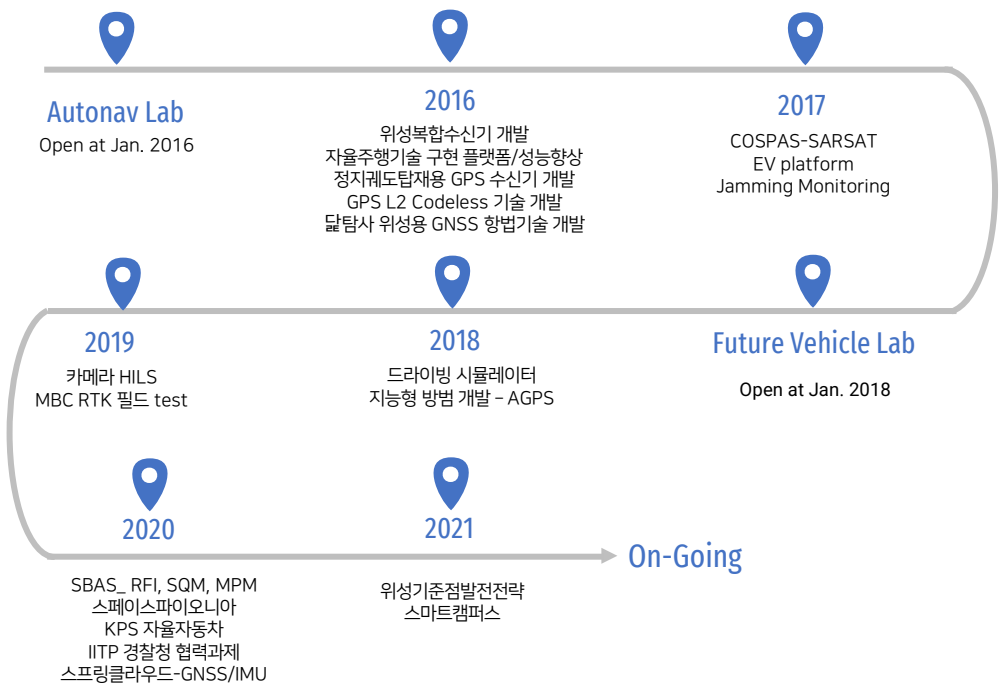 Autonav Lab
Open at Jan. 2016
2016
위성복합수신기 개발
자율주행기술 구현 플랫폼/성능향상
정지궤도탑재용 GPS 수신기 개발
GPS L2 Codeless 기술 개발
달탐사 위성용 GNSS 항법기술 개발
2017
COSPAS-SARSAT
EV platform
Jamming Monitoring
Future Vehicle Lab
Open at Jan. 2018
2018
드라이빙 시뮬레이터
지능형 방범 개발 – AGPS
2019
카메라 HILS
MBC RTK 필드 test
2020
SBAS_ RFI, SQM, MPM
스페이스파이오니아
KPS 자율자동차
IITP 경찰청 협력과제
스프링클라우드-GNSS/IMU
2021
위성기준점발전전략
스마트캠퍼스
On-Going